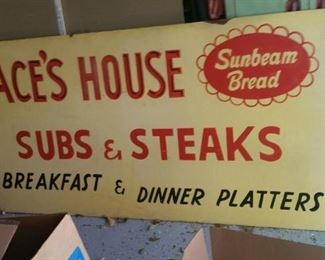 ACE'S HOUSE
Sunbeam
Bread
SUBS & STEAKS
BREAKFAST & DINNER PLATTERS